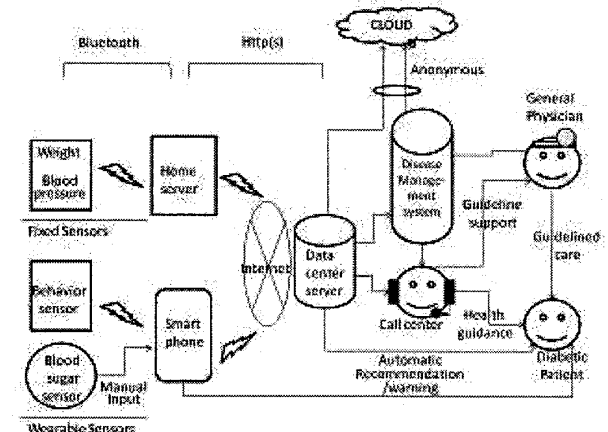 CLOUD
Bluetooth
Http(s)
Anonymous
General
Physician
Weight
Blood
pressure
Home
server
Disease
Manage-
ment
system
Fixed Sensors
Guideline
support
Guidelined
care
Internet
Data
center
server
Behavior
sensor
Smart
phone
Call center
Health
guidance
Blood
sugar
sensor
Manual
Input
Automatic
Recommendation
/warning
Diabetic
Patient
Wearable Sensors